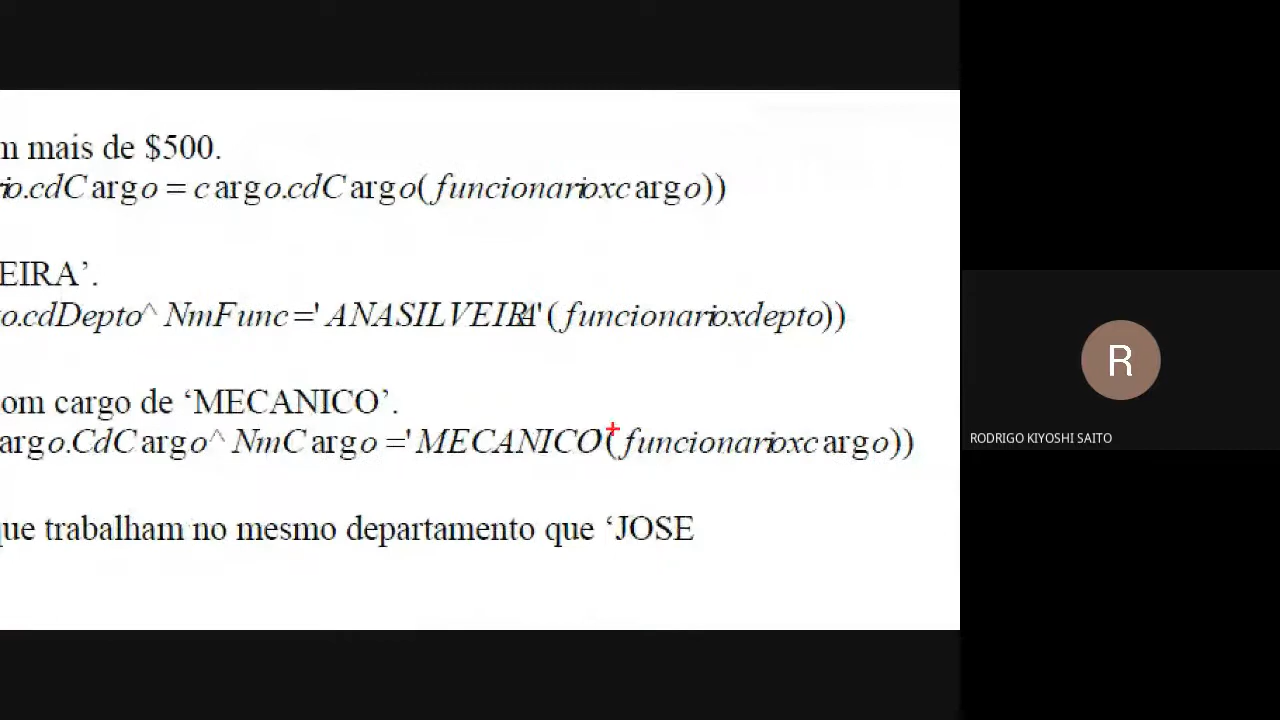 m mais de $500.
io.cdCargo = cargo.cdCargo(funcionarioxcargo))
EIRA’.
o.cdDepto^ NmFunc ='ANASILVEIRA'(funcionarioxdepto))
om cargo de ‘MECANICO’.
argo.CdCargo^ NmCargo ='MECANICO'(funcionarioxcargo))
que trabalham no mesmo departamento que ‘JOSE
R
RODRIGO KIYOSHI SAITO